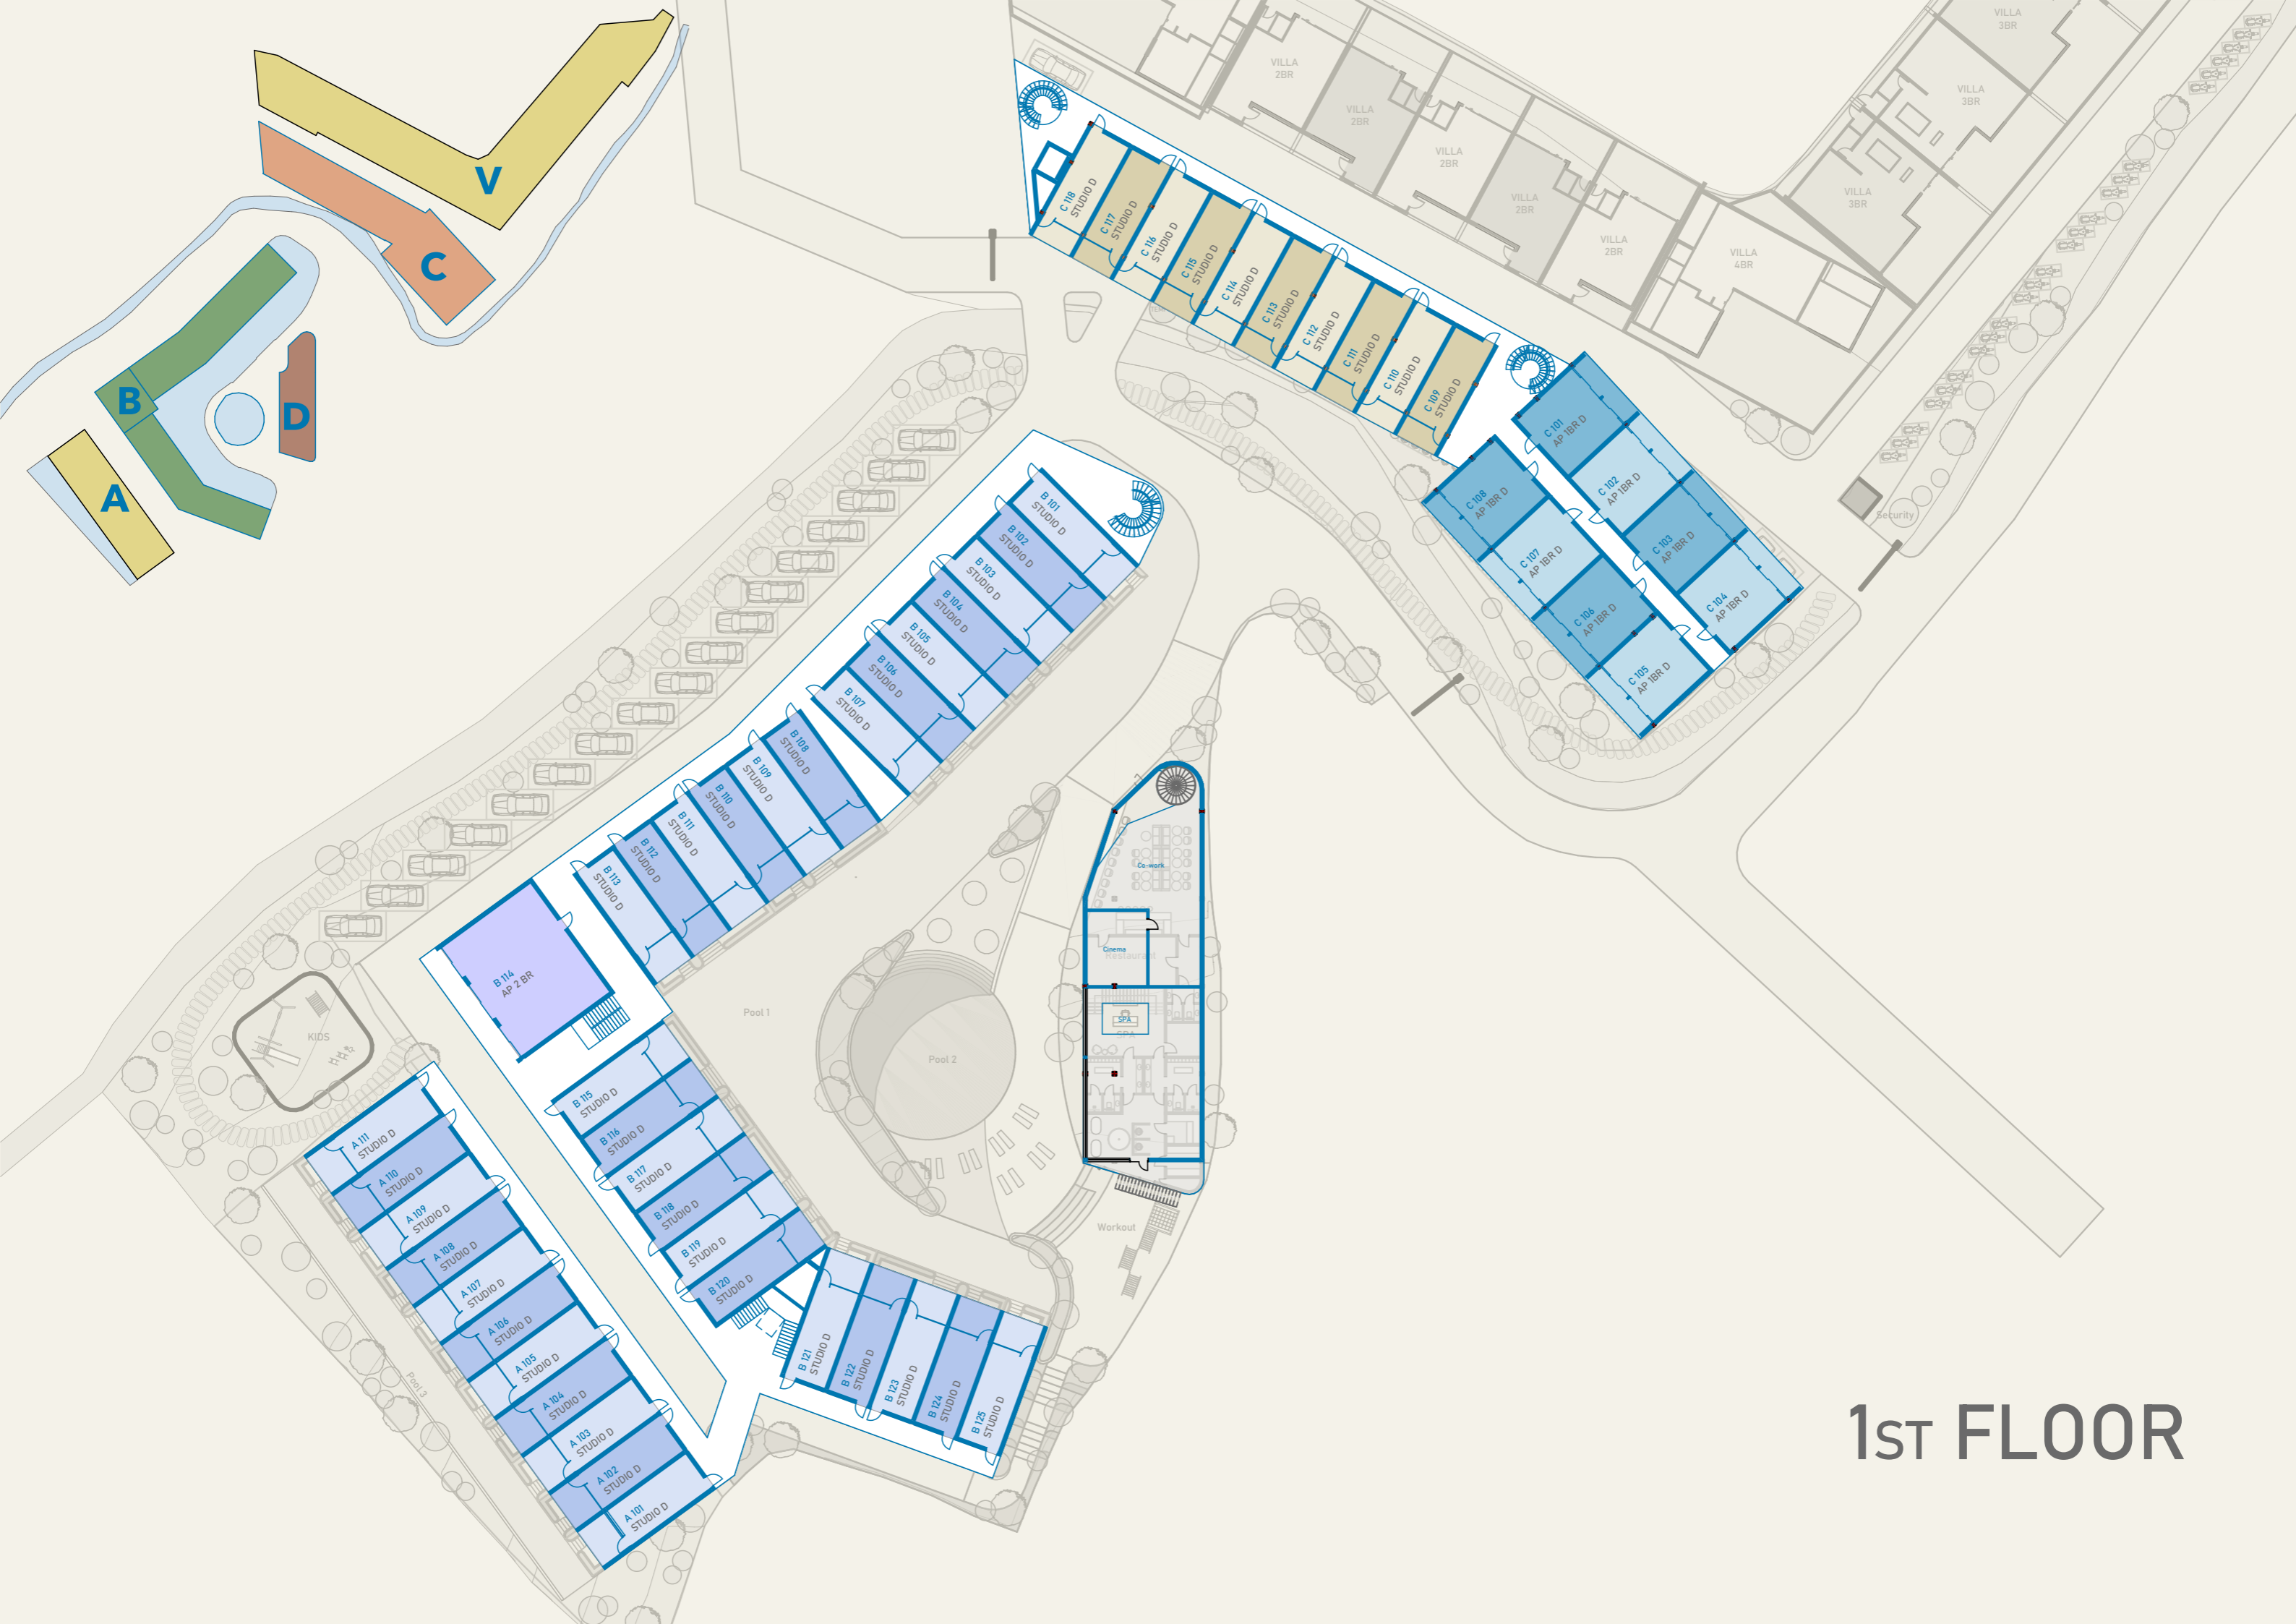 V
C
B
D
A
VILLA
2BR
VILLA
2BR
VILLA
2BR
VILLA
2BR
VILLA
2BR
VILLA
4BR
VILLA
3BR
VILLA
3BR
VILLA
3BR
Security
C 118
STUDIO D
C 117
STUDIO D
C 116
STUDIO D
C 115
STUDIO D
C 114
STUDIO D
C 113
STUDIO D
C 112
STUDIO D
C 111
STUDIO D
C 110
STUDIO D
C 109
STUDIO D
C 101
AP 1BR D
C 102
AP 1BR D
C 103
AP 1BR D
C 104
AP 1BR D
C 108
AP 1BR D
C 107
AP 1BR D
C 106
AP 1BR D
C 105
AP 1BR D
B 101
STUDIO D
B 102
STUDIO D
B 103
STUDIO D
B 104
STUDIO D
B 105
STUDIO D
B 106
STUDIO D
B 107
STUDIO D
B 108
STUDIO D
B 109
STUDIO D
B 110
STUDIO D
B 111
STUDIO D
B 112
STUDIO D
B 113
STUDIO D
B 114
AP 2 BR
B 115
STUDIO D
B 116
STUDIO D
B 117
STUDIO D
B 118
STUDIO D
B 119
STUDIO D
B 120
STUDIO D
B 121
STUDIO D
B 122
STUDIO D
B 123
STUDIO D
B 124
STUDIO D
B 125
STUDIO D
KIDS
Pool 1
Pool 2
Co-work
Cinema
Restaurant
SPA
SPA
Workout
A 111
STUDIO D
A 110
STUDIO D
A 109
STUDIO D
A 108
STUDIO D
A 107
STUDIO D
A 106
STUDIO D
A 105
STUDIO D
A 104
STUDIO D
A 103
STUDIO D
A 102
STUDIO D
A 101
STUDIO D
Pool 3
1ST FLOOR